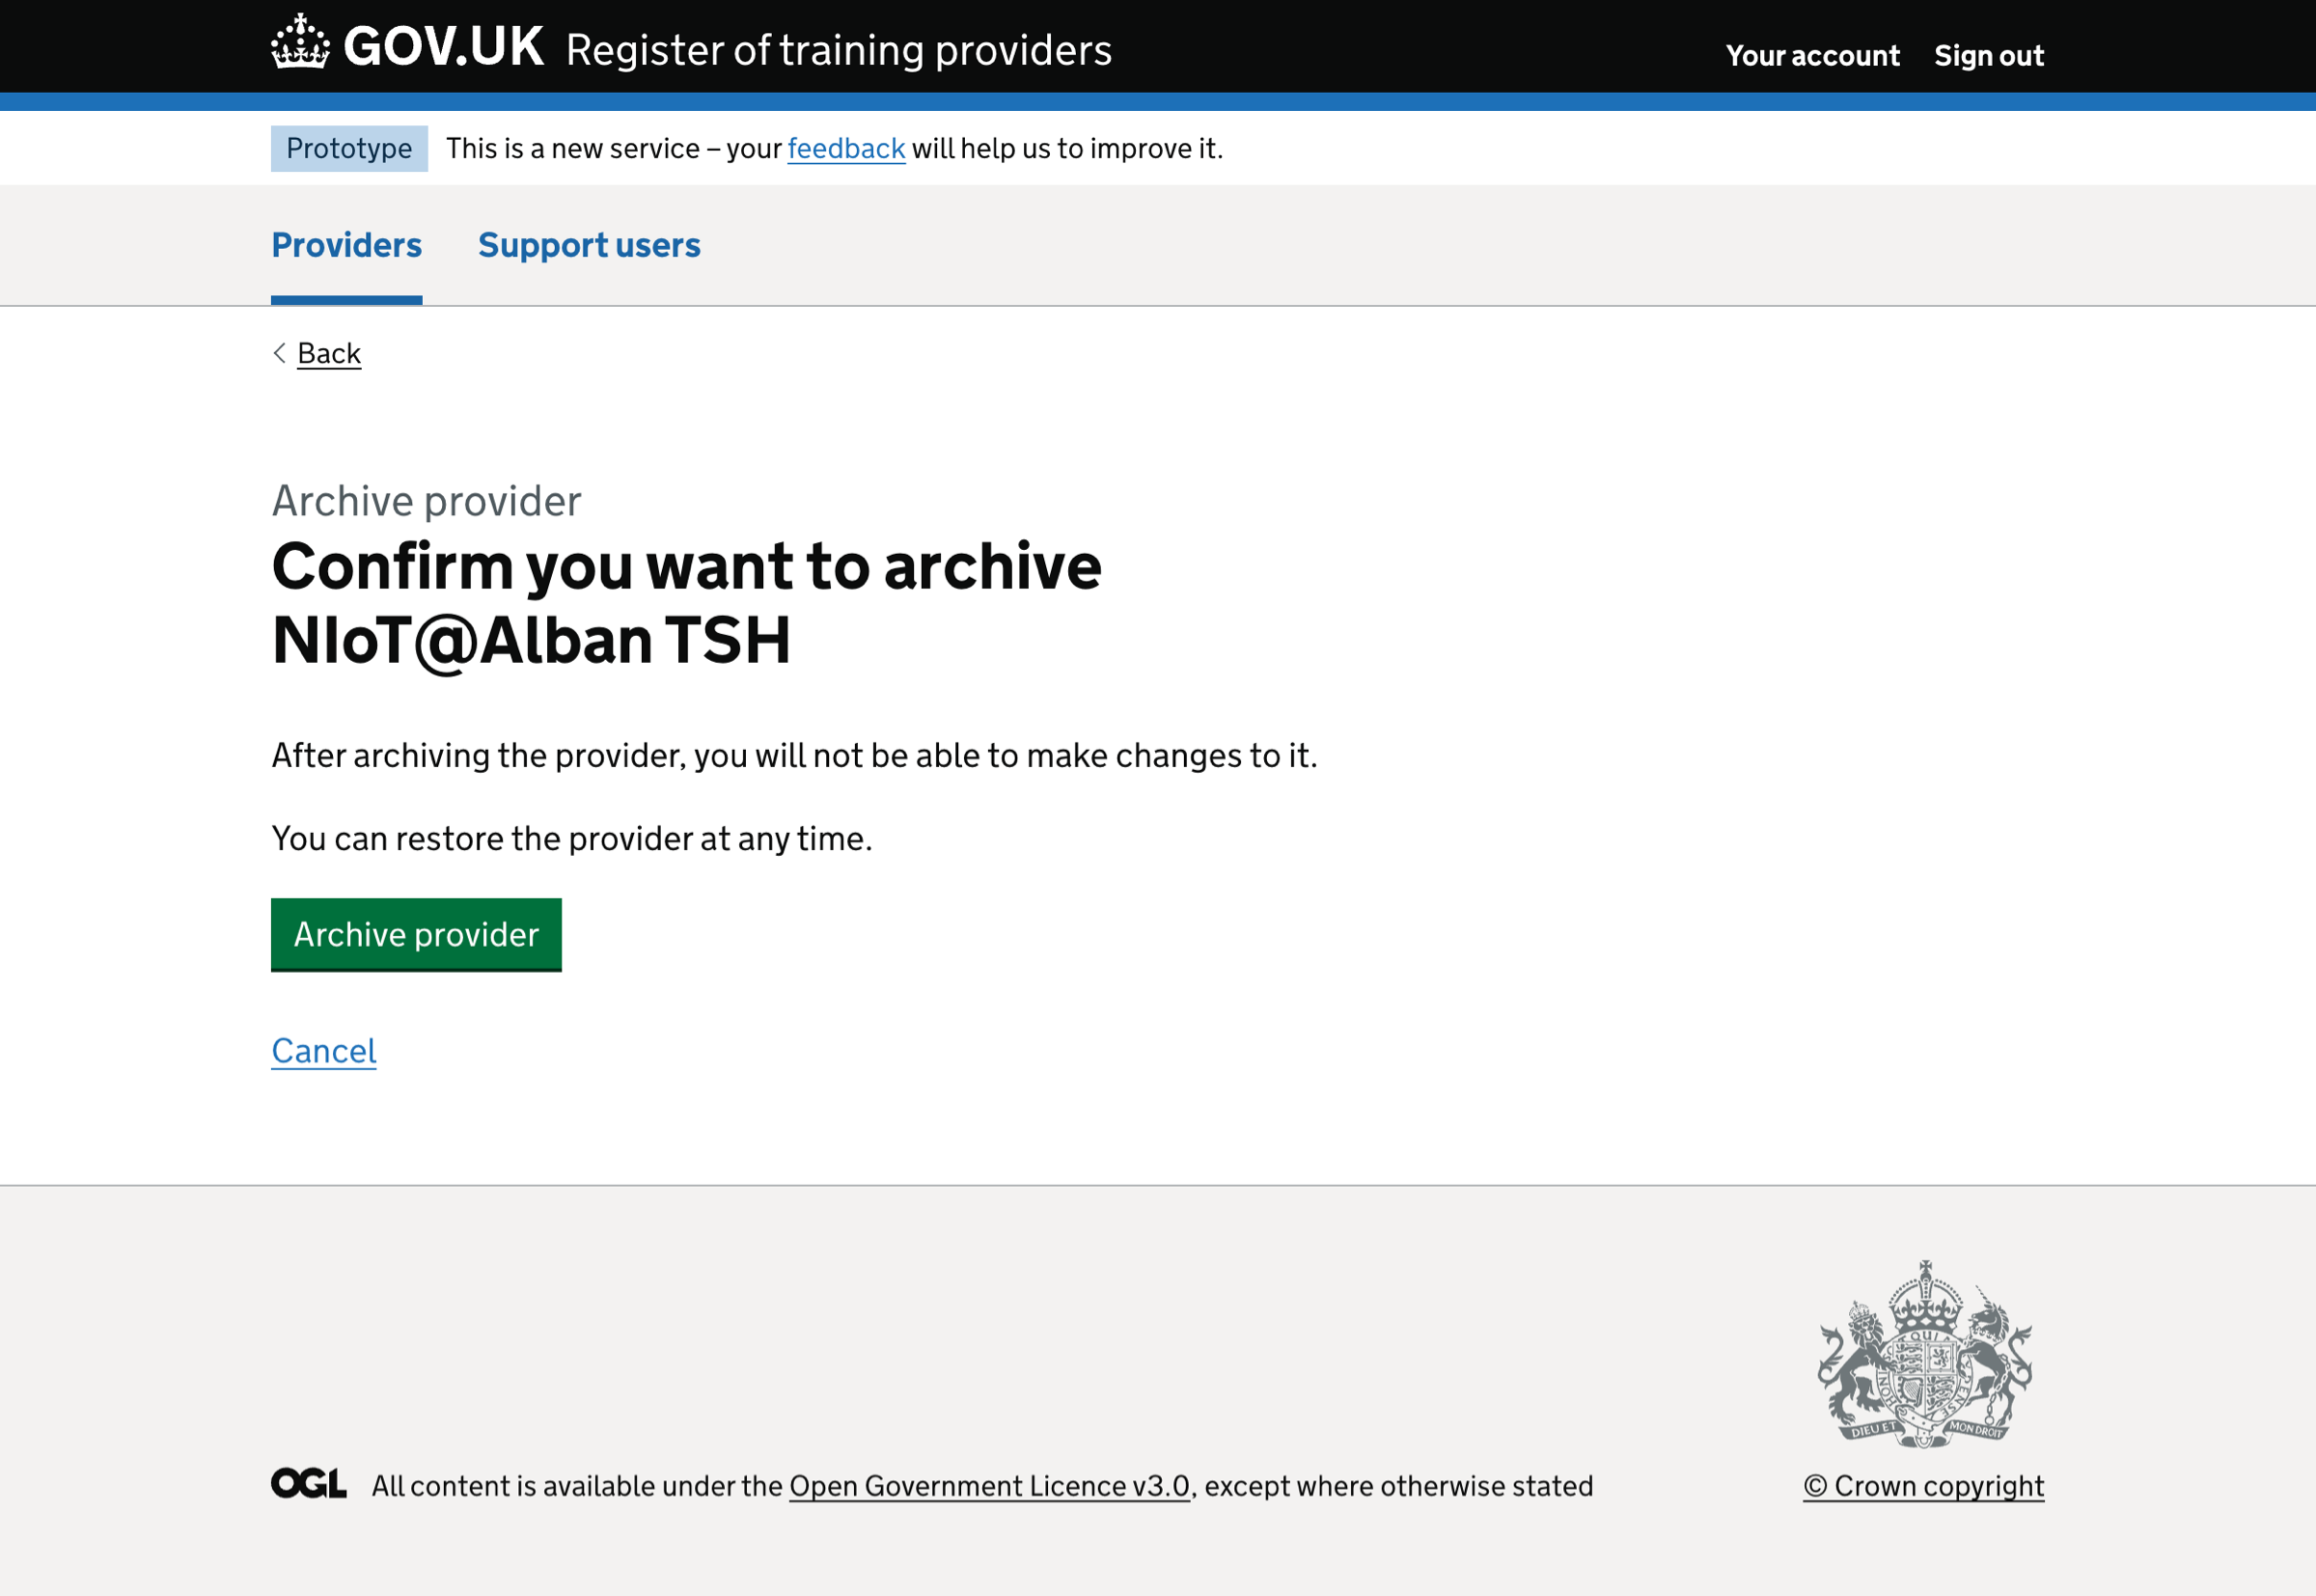 GOV.UK Register of training providers
Your account Sign out
Prototype This is a new service – your feedback will help us to improve it.
Providers Support users
Back
Archive provider
Confirm you want to archive
NIoT@Alban TSH
After archiving the provider, you will not be able to make changes to it.
You can restore the provider at any time.
Archive provider
Cancel
DIEU ET MON DROIT
OGL All content is available under the Open Government Licence v3.0, except where otherwise stated
© Crown copyright